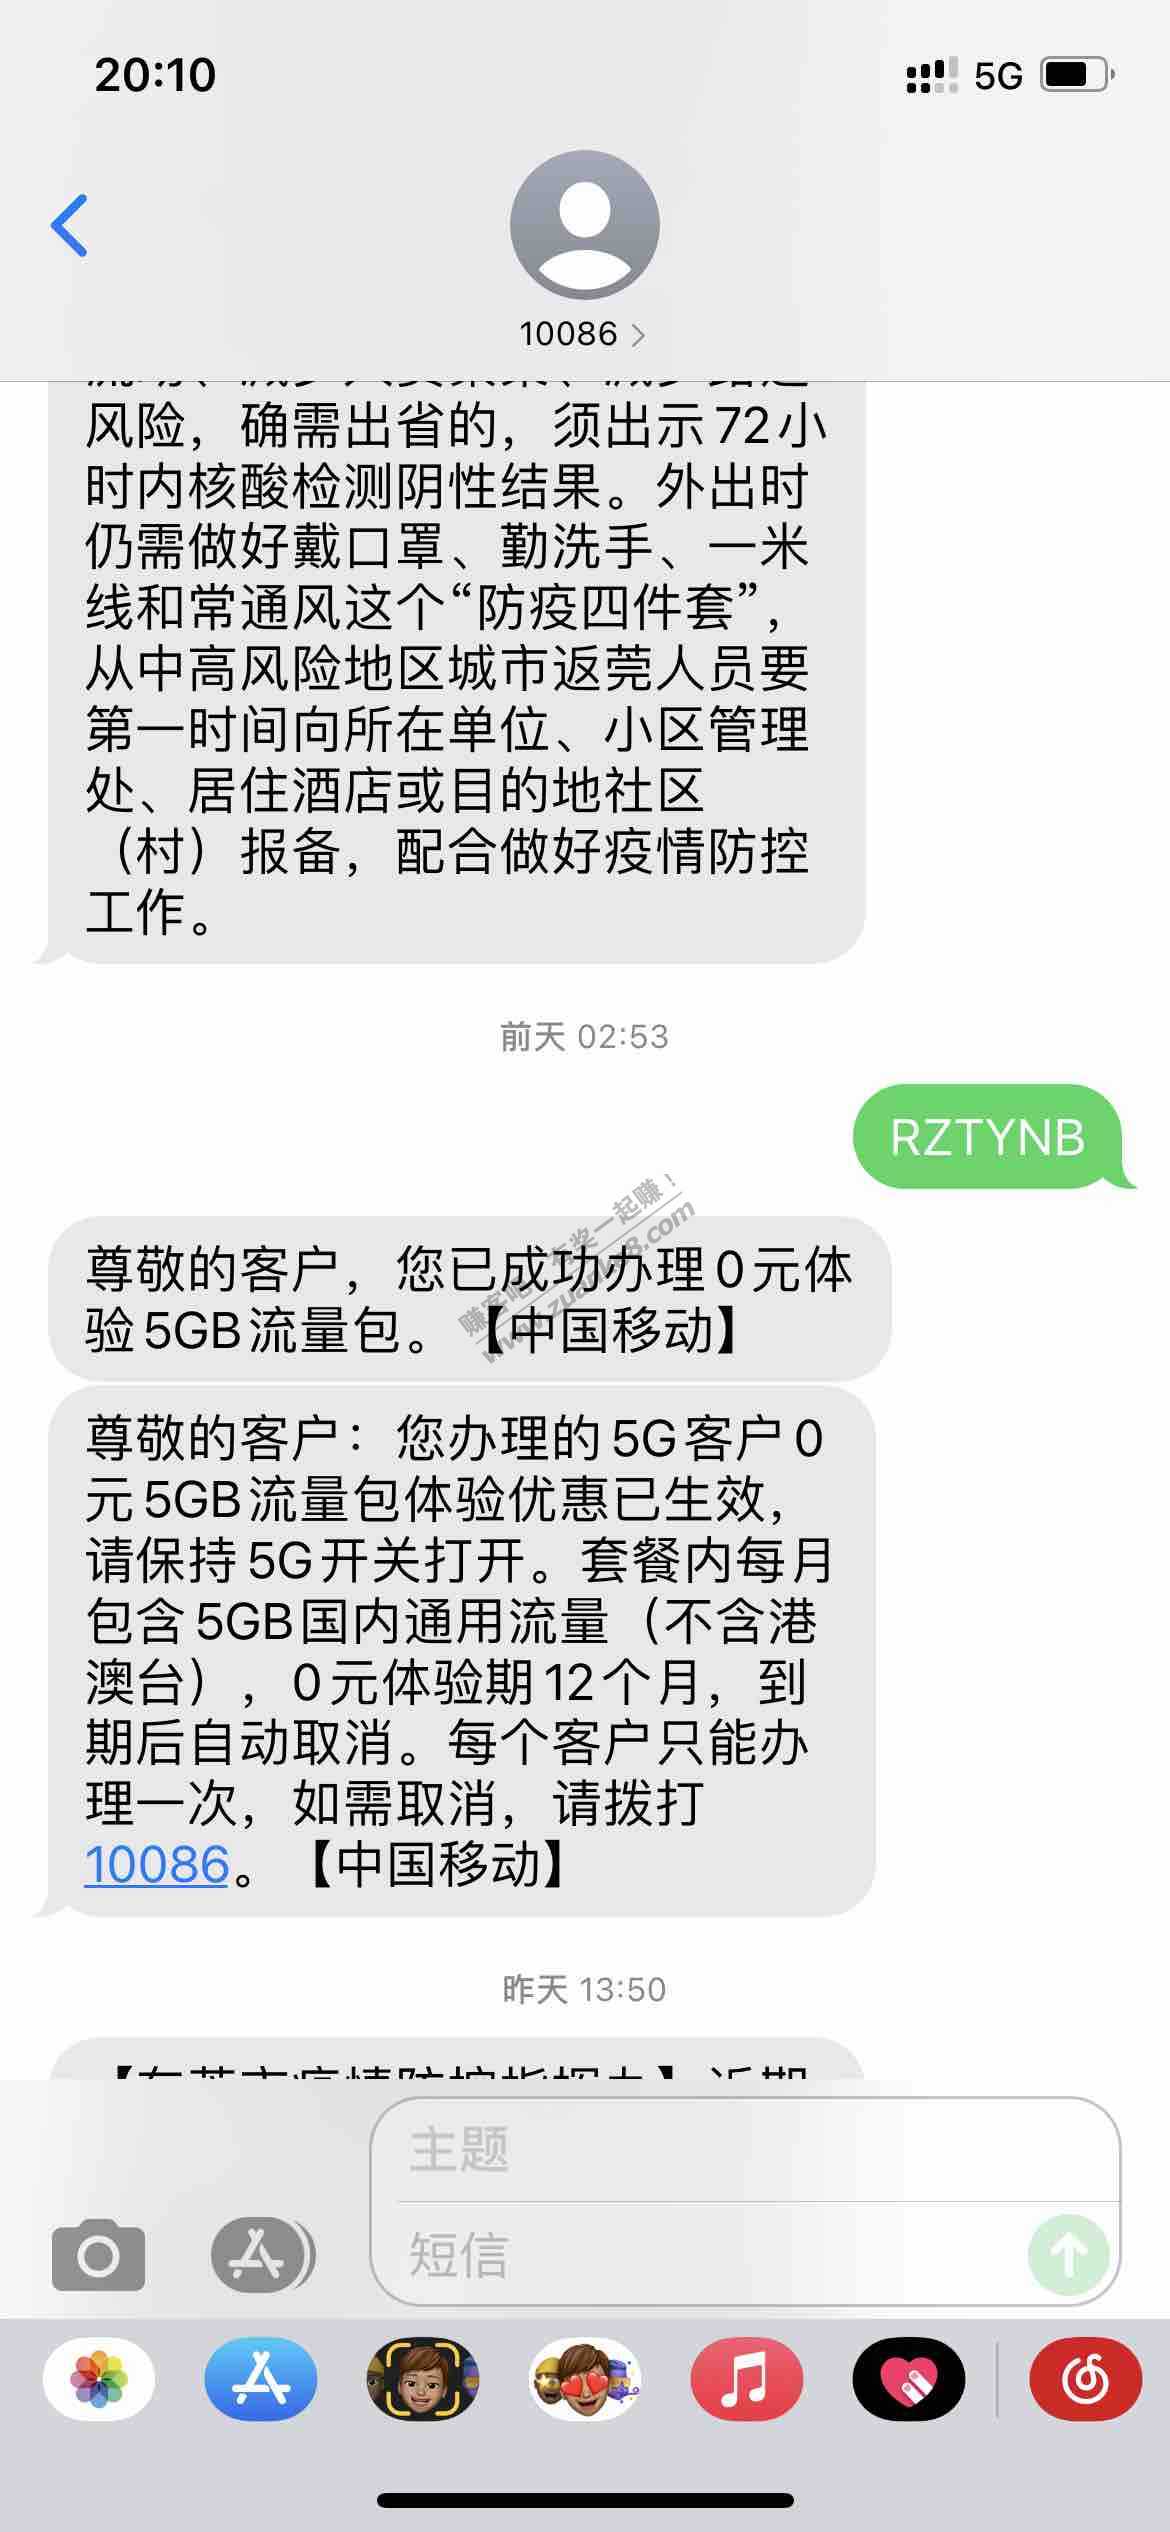 20:10
5G
10086
风险，确需出省的，须出示72小
时内核酸检测阴性结果。外出时
仍需做好戴口罩、勤洗手、一米
线和常通风这个“防疫四件套”，
从中高风险地区城市返莞人员要
第一时间向所在单位、小区管理
处、居住酒店或目的地社区
（村）报备，配合做好疫情防控
工作。
前天 02:53
RZTYNB
尊敬的客户，您已成功办理0元体
验5GB流量包。【中国移动】
赚客吧，有奖一起赚！
www.zuanke8.com
尊敬的客户：您办理的5G客户0
元5GB流量包体验优惠已生效，
请保持5G开关打开。套餐内每月
包含5GB国内通用流量（不含港
澳台），0元体验期12个月，到
期后自动取消。每个客户只能办
理一次，如需取消，请拨打
10086。【中国移动】
昨天 13:50
主题
短信